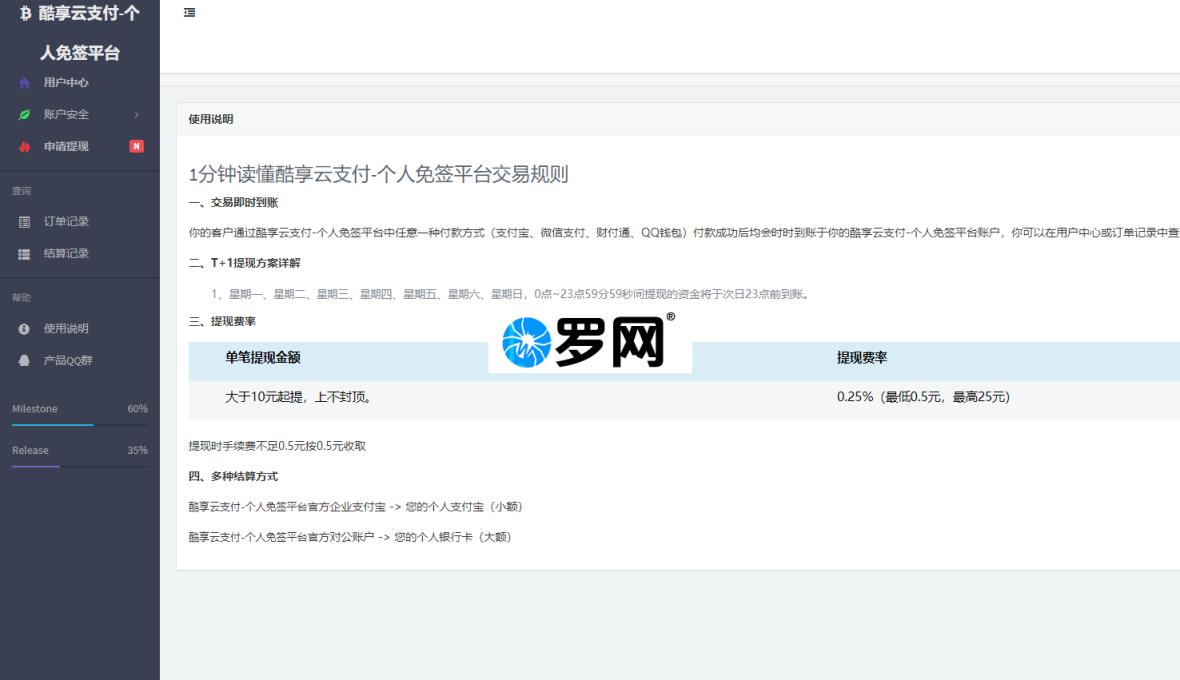 酷享云支付-个
人免签平台
用户中心
账户安全
申请提现 N
查询
订单记录
结算记录
帮助
使用说明
产品QQ群
Milestone 60%
Release 35%
使用说明
1分钟读懂酷享云支付-个人免签平台交易规则
一、交易即时到账
你的客户通过酷享云支付-个人免签平台中任意一种付款方式（支付宝、微信支付、财付通、QQ钱包）付款成功后均会时时到账于你的酷享云支付-个人免签平台账户，你可以在用户中心或订单记录中查
二、T+1提现方案详解
1、星期一、星期二、星期三、星期四、星期五、星期六、星期日，0点~23点59分59秒间提现的资金将于次日23点前到账。
三、提现费率
罗网®
单笔提现金额 提现费率
大于10元起提，上不封顶。 0.25%（最低0.5元，最高25元）
提现时手续费不足0.5元按0.5元收取
四、多种结算方式
酷享云支付-个人免签平台官方企业支付宝 -> 您的个人支付宝（小额）
酷享云支付-个人免签平台官方对公账户 -> 您的个人银行卡（大额）